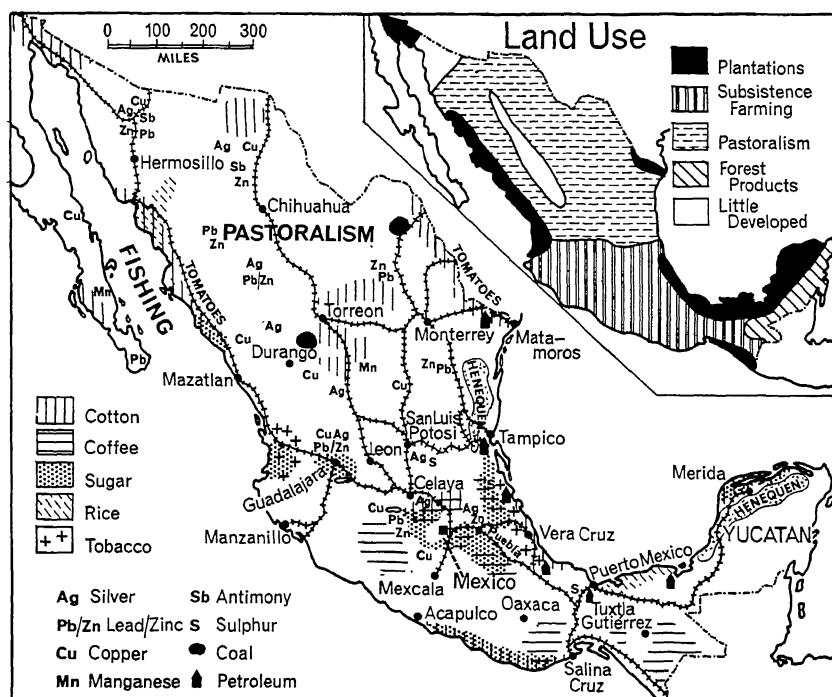 0 100 200 300
MILES
Land Use
Plantations
Subsistence
Farming
Pastoralism
Forest
Products
Little
Developed
Cu
Ag
Sb
Zn
Pb
Hermosillo
Ag Cu
Sb
Zn
Chihuahua
Cu
Pb
Zn
PASTORALISM
FISHING
TOMATOES
Ag
Pb/Zn
Zn
Pb
TOMATOES
Mn
Torreon
Monterrey
Mata-
moros
Ag
Durango
Cu
Cu
Pb
Mn
Ag
Cu
Zn
Pb
HENEQUEN
Mazatlan
San Luis
Potosi
Tampico
Cu Ag
Pb/Zn
Leon
Ag S
Guadalajara
Celaya
Ag
Cu
Pb
Zn
Ag
Zn
Puebla
Vera Cruz
Merida
HENEQUEN
YUCATAN
Manzanillo
Cu
Mexcala
Mexico
Puerto Mexico
S
Acapulco
Oaxaca
Tuxtla
Gutiérrez
Salina
Cruz
Cotton
Coffee
Sugar
Rice
Tobacco
Ag Silver
Sb Antimony
Pb/Zn Lead/Zinc
S Sulphur
Cu Copper
Coal
Mn Manganese
Petroleum